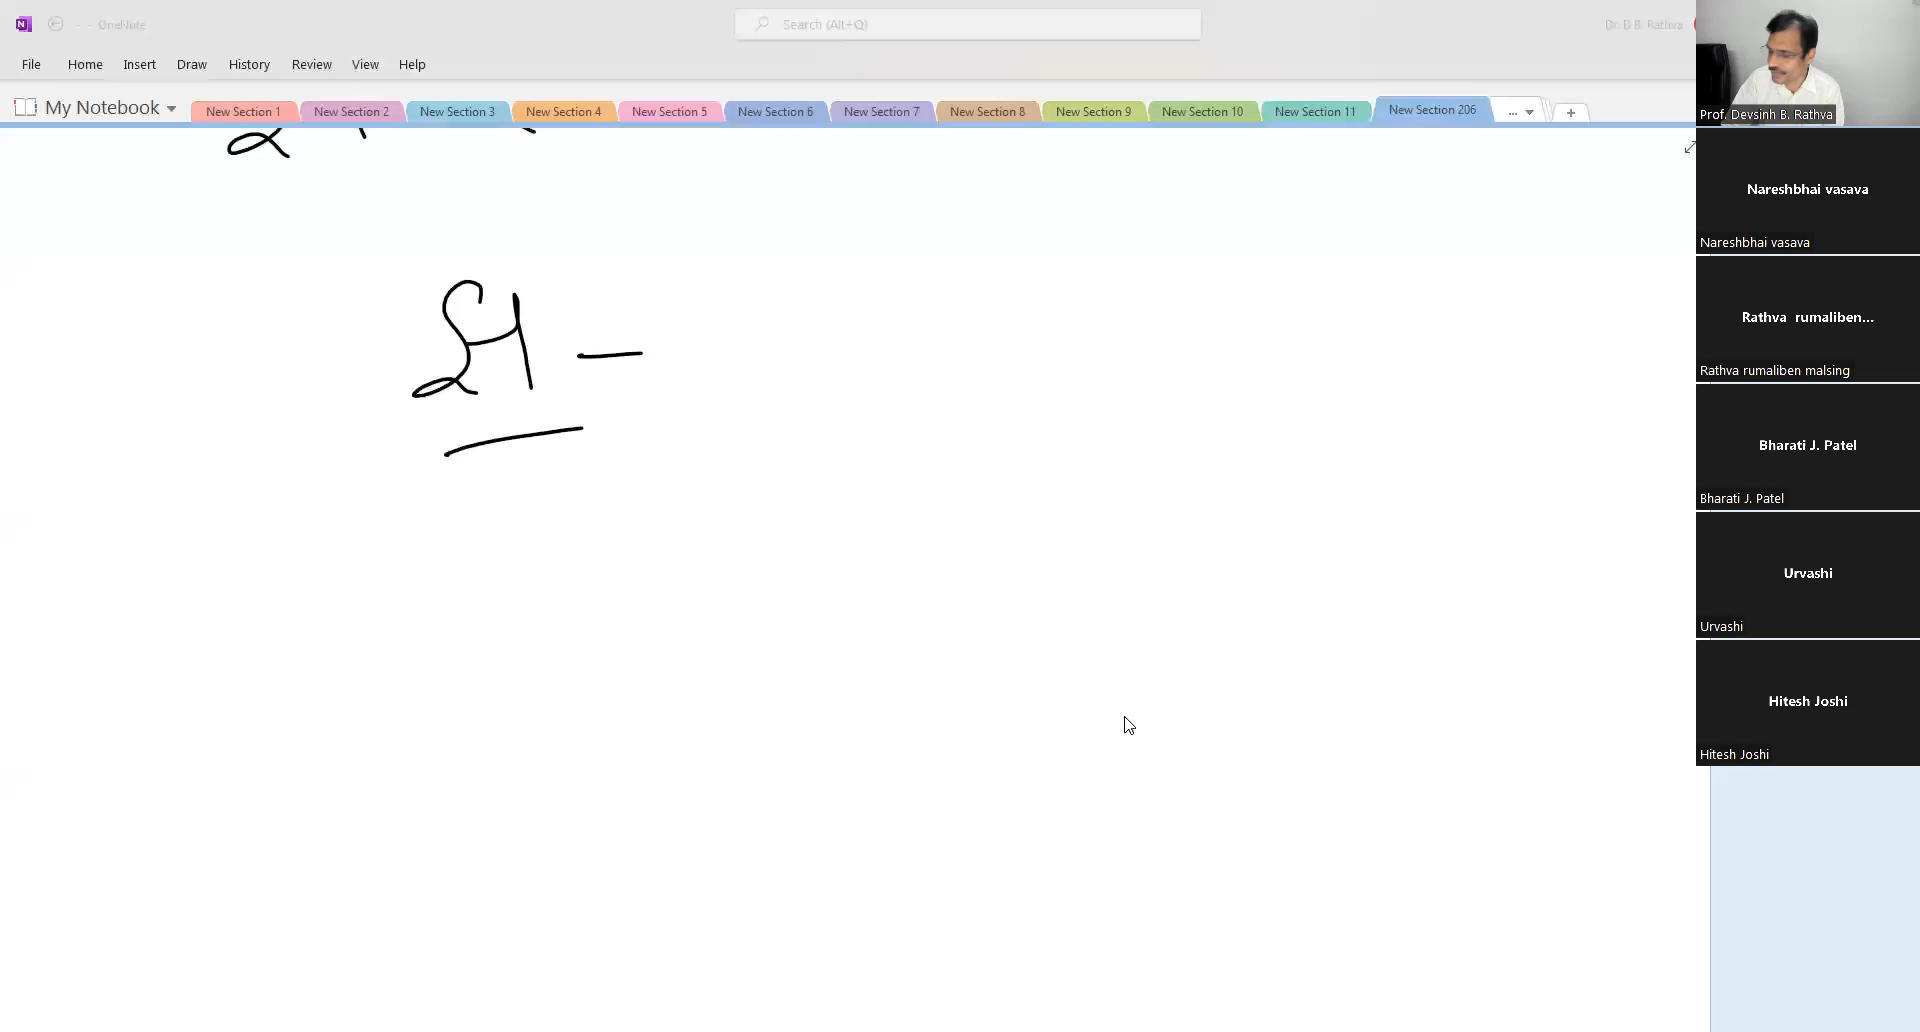 OneNote
Search (Alt+Q)
Dr. D B. Rathva
File Home Insert Draw History Review View Help
My Notebook New Section 1 New Section 2 New Section 3 New Section 4 New Section 5 New Section 6 New Section 7 New Section 8 New Section 9 New Section 10 New Section 11 New Section 206 ... +
Prof. Devsinh B. Rathva
Nareshbhai vasava
Nareshbhai vasava
Rathva rumaliben...
Rathva rumaliben malsing
Bharati J. Patel
Bharati J. Patel
Urvashi
Urvashi
Hitesh Joshi
Hitesh Joshi